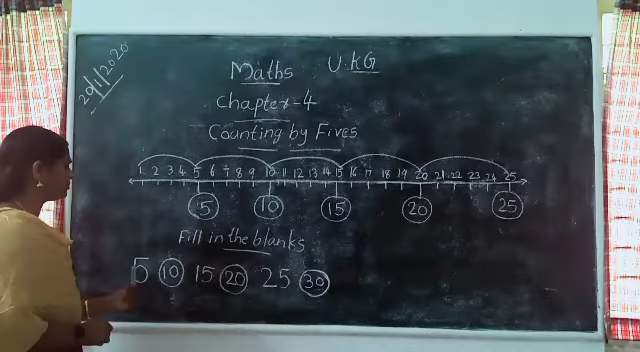 20/1/2020
Maths U.KG
Chapter-4
Counting by Fives
1 2 3 4 5 6 7 8 9 10 11 12 13 14 15 16 17 18 19 20 21 22 23 24 25
5 10 15 20 25
Fill in the blanks
5 10 15 20 25 30